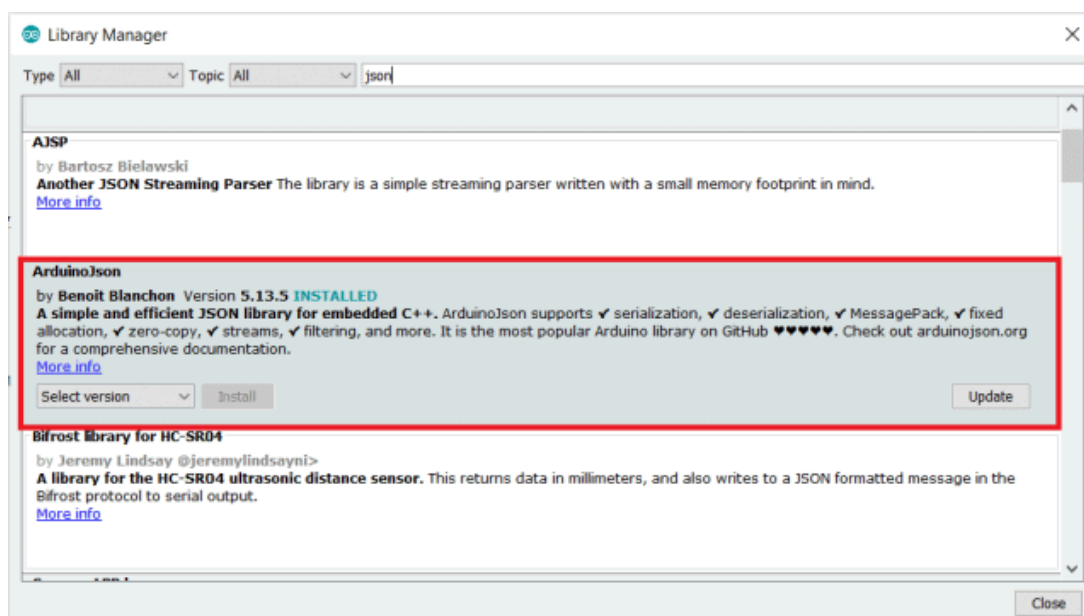 Library Manager
Type All Topic All json
AJSP
by Bartosz Bielawski
Another JSON Streaming Parser The library is a simple streaming parser written with a small memory footprint in mind.
More info
ArduinoJson
by Benoit Blanchon Version 5.13.5 INSTALLED
A simple and efficient JSON library for embedded C++. ArduinoJson supports ✔ serialization, ✔ deserialization, ✔ MessagePack, ✔ fixed
allocation, ✔ zero-copy, ✔ streams, ✔ filtering, and more. It is the most popular Arduino library on GitHub ♥♥♥♥♥. Check out arduinojson.org
for a comprehensive documentation.
More info
Select version Install Update
Bifrost library for HC-SR04
by Jeremy Lindsay @jeremylindsayni>
A library for the HC-SR04 ultrasonic distance sensor. This returns data in millimeters, and also writes to a JSON formatted message in the
Bifrost protocol to serial output.
More info
Close